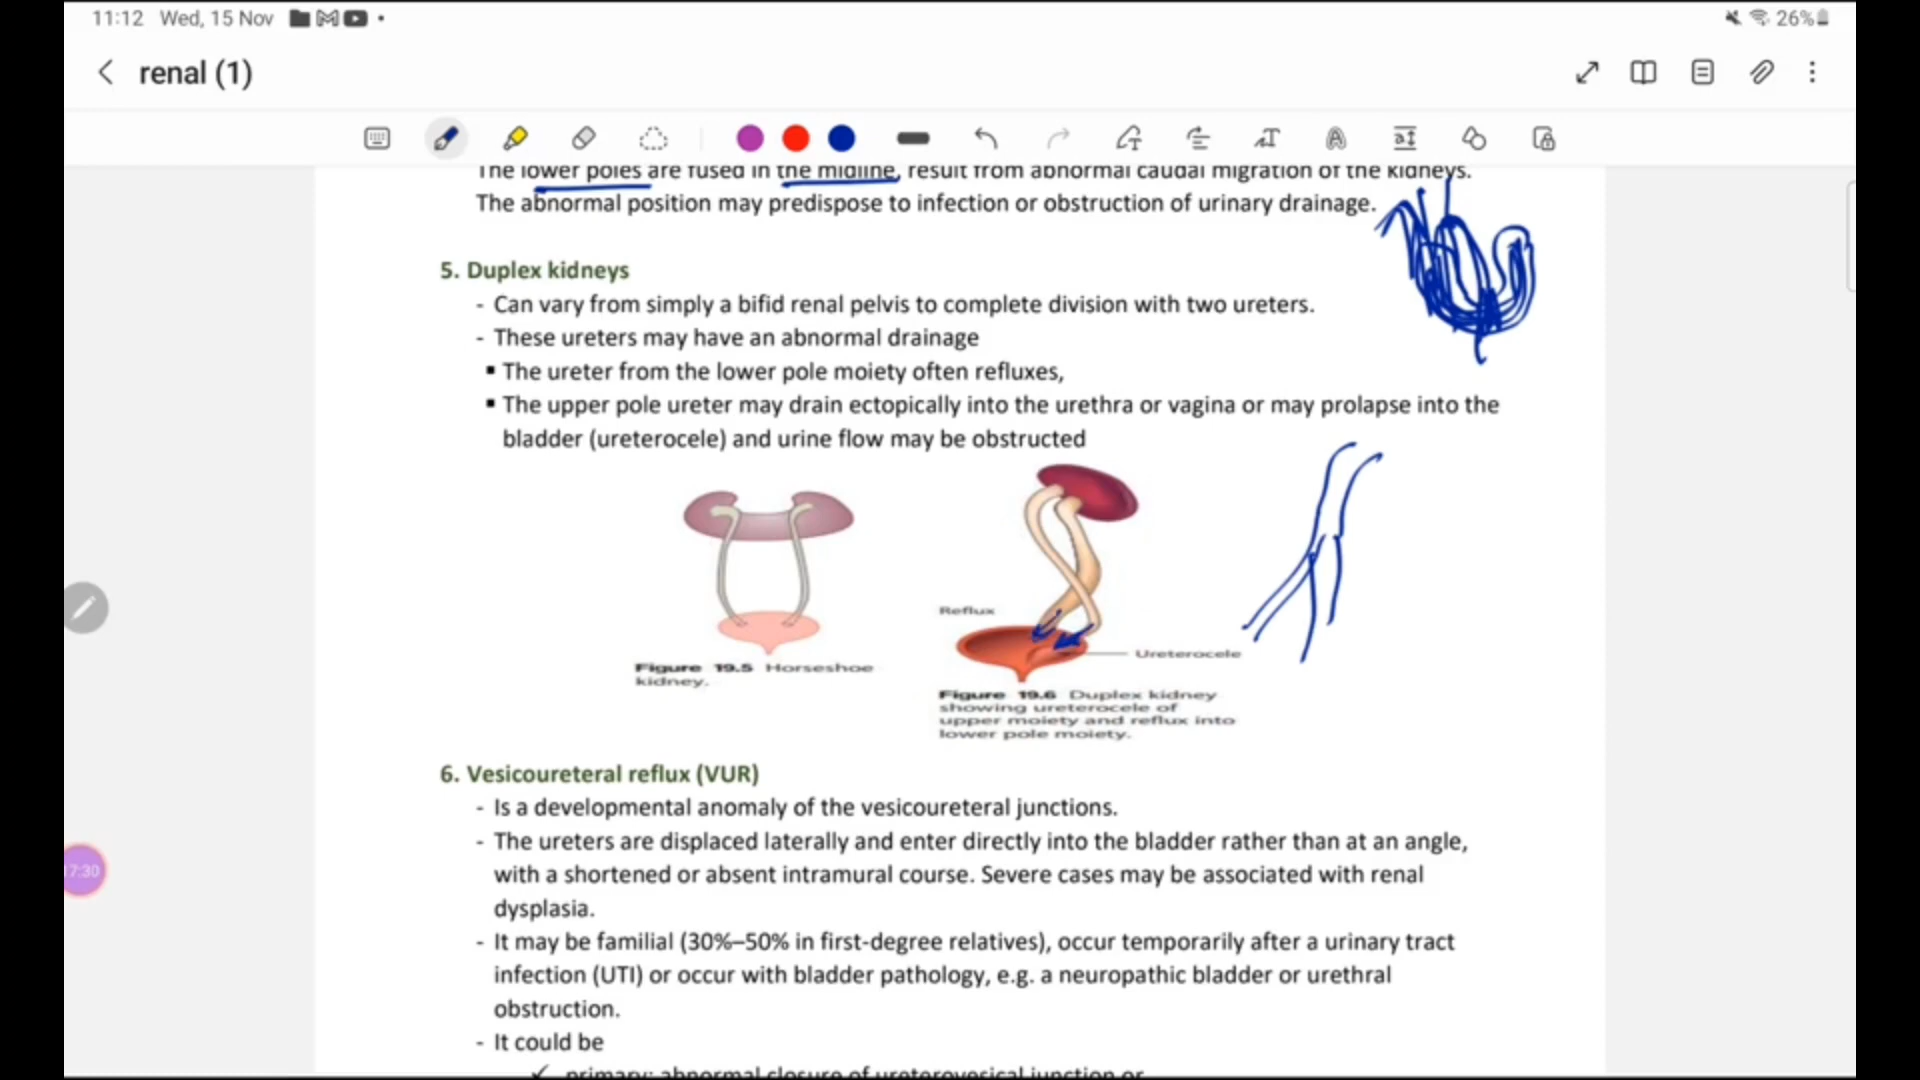 11:12 Wed, 15 Nov
26%
renal (1)
The lower poles are fused in the midline, result from abnormal caudal migration of the kidneys.
The abnormal position may predispose to infection or obstruction of urinary drainage.
5. Duplex kidneys
- Can vary from simply a bifid renal pelvis to complete division with two ureters.
- These ureters may have an abnormal drainage
▪ The ureter from the lower pole moiety often refluxes,
▪ The upper pole ureter may drain ectopically into the urethra or vagina or may prolapse into the
bladder (ureterocele) and urine flow may be obstructed
Reflux
Ureterocele
Figure 19.5 Horseshoe
kidney.
Figure 19.6 Duplex kidney
showing ureterocele of
upper moiety and reflux into
lower pole moiety.
6. Vesicoureteral reflux (VUR)
- Is a developmental anomaly of the vesicoureteral junctions.
- The ureters are displaced laterally and enter directly into the bladder rather than at an angle,
with a shortened or absent intramural course. Severe cases may be associated with renal
dysplasia.
17:30
- It may be familial (30%–50% in first-degree relatives), occur temporarily after a urinary tract
infection (UTI) or occur with bladder pathology, e.g. a neuropathic bladder or urethral
obstruction.
- It could be
✓ primary: abnormal closure of ureterovesical junction or